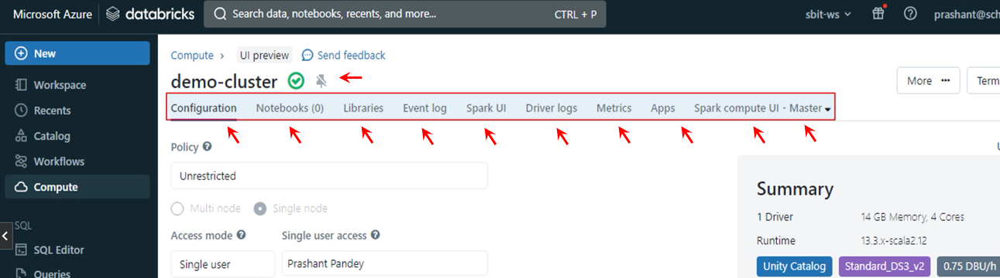 Microsoft Azure databricks Search data, notebooks, recents, and more... CTRL + P sbit-ws ? prashant@sch
New
Workspace
Recents
Catalog
Workflows
Compute
SQL
SQL Editor
Queries
Compute > UI preview Send feedback
demo-cluster More ... Term
Configuration Notebooks (0) Libraries Event log Spark UI Driver logs Metrics Apps Spark compute UI - Master
Policy ?
Unrestricted
Multi node Single node
Access mode ? Single user access ?
Single user Prashant Pandey
Summary
1 Driver 14 GB Memory, 4 Cores
Runtime 13.3.x-scala2.12
Unity Catalog Standard_DS3_v2 0.75 DBU/h